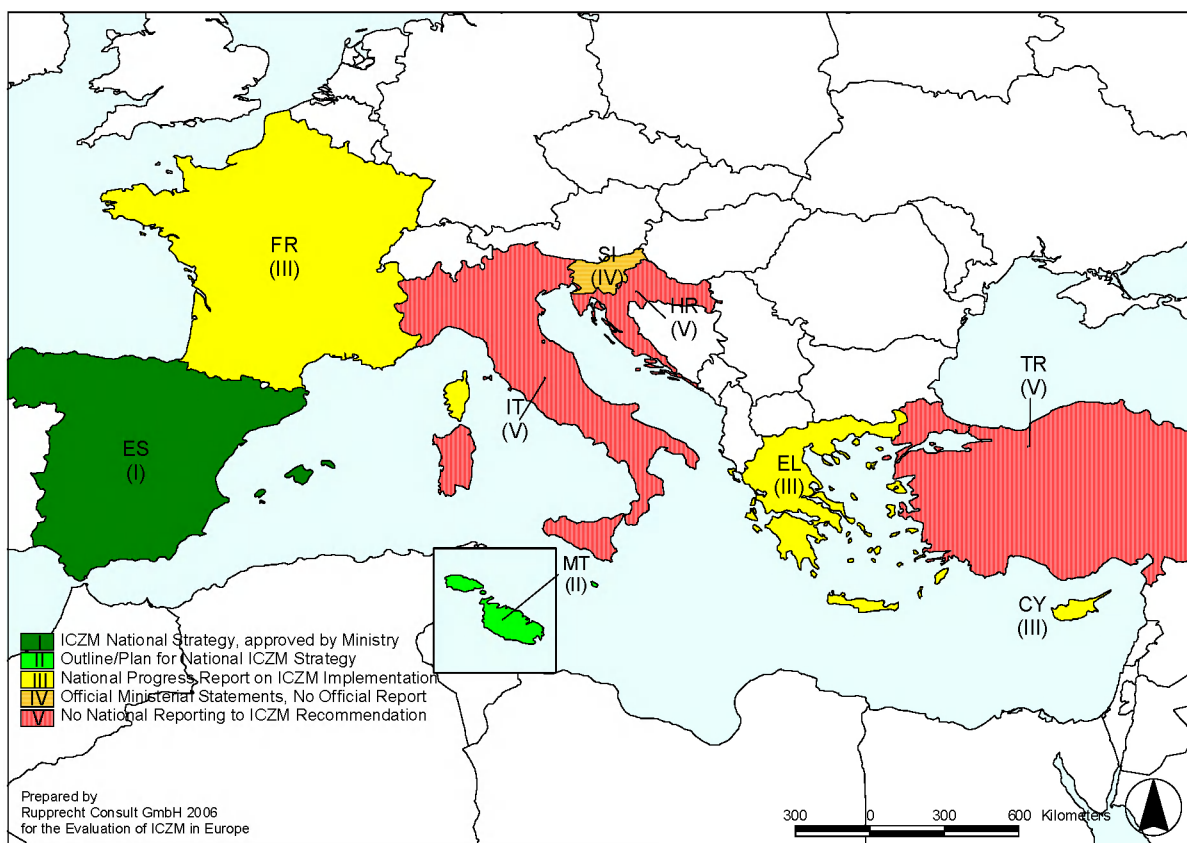 FR
(III)
SI
(IV)
HR
(V)
TR
(V)
IT
(V)
ES
(I)
EL
(III)
MT
(II)
CY
(III)
I ICZM National Strategy, approved by Ministry
II Outline/Plan for National ICZM Strategy
III National Progress Report on ICZM Implementation
IV Official Ministerial Statements, No Official Report
V No National Reporting to ICZM Recommendation
Prepared by
Rupprecht Consult GmbH 2006
for the Evaluation of ICZM in Europe
300 0 300 600 Kilometers